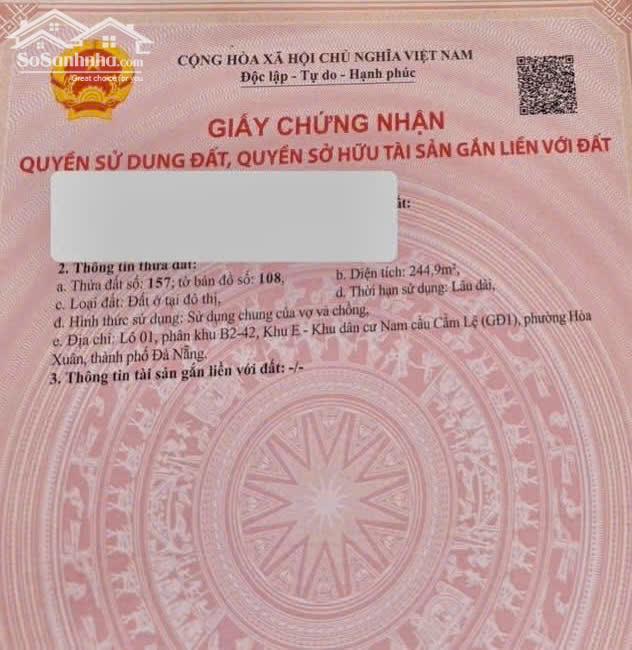 SoSanhnha.com
Great choice for you
CỘNG HÒA XÃ HỘI CHỦ NGHĨA VIỆT NAM
Độc lập - Tự do - Hạnh phúc
GIẤY CHỨNG NHẬN
QUYỀN SỬ DỤNG ĐẤT, QUYỀN SỞ HỮU TÀI SẢN GẮN LIỀN VỚI ĐẤT
ất:
2. Thông tin thửa đất:
a. Thửa đất số: 157; tờ bản đồ số: 108,
b. Diện tích: 244,9m²,
c. Loại đất: Đất ở tại đô thị,
d. Thời hạn sử dụng: Lâu dài,
đ. Hình thức sử dụng: Sử dụng chung của vợ và chồng,
e. Địa chỉ: Lô 01, phân khu B2-42, Khu E - Khu dân cư Nam cầu Cẩm Lệ (GĐ1), phường Hòa
Xuân, thành phố Đà Nẵng.
3. Thông tin tài sản gắn liền với đất: -/-